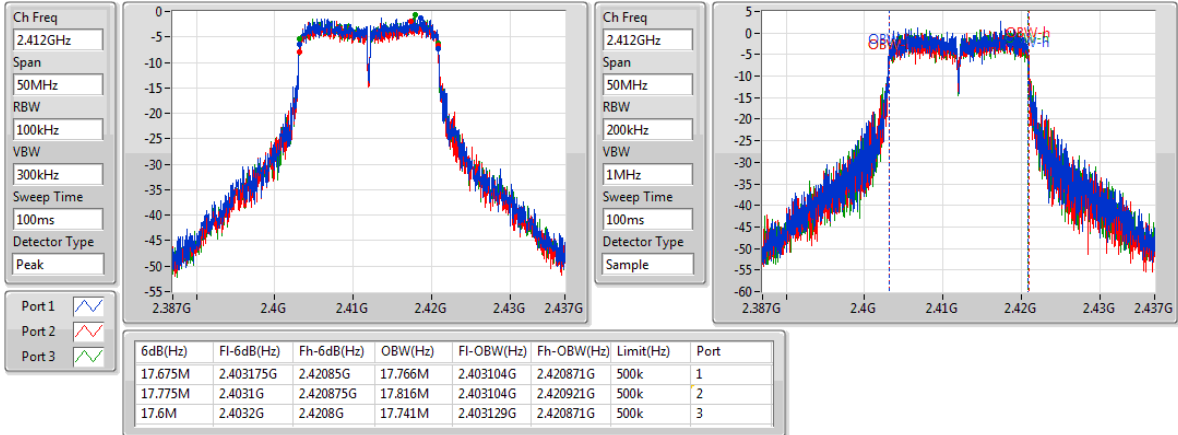 Ch Freq
2.412GHz
Span
50MHz
RBW
100kHz
VBW
300kHz
Sweep Time
100ms
Detector Type
Peak
Port 1
Port 2
Port 3
0
-5
-10
-15
-20
-25
-30
-35
-40
-45
-50
-55
2.387G 2.4G 2.41G 2.42G 2.43G 2.437G
Ch Freq
2.412GHz
Span
50MHz
RBW
200kHz
VBW
1MHz
Sweep Time
100ms
Detector Type
Sample
5
0
-5
-10
-15
-20
-25
-30
-35
-40
-45
-50
-55
-60
2.387G 2.4G 2.41G 2.42G 2.43G 2.437G
6dB(Hz) Fl-6dB(Hz) Fh-6dB(Hz) OBW(Hz) Fl-OBW(Hz) Fh-OBW(Hz) Limit(Hz) Port
17.675M 2.403175G 2.42085G 17.766M 2.403104G 2.420871G 500k 1
17.775M 2.4031G 2.420875G 17.816M 2.403104G 2.420921G 500k 2
17.6M 2.4032G 2.4208G 17.741M 2.403129G 2.420871G 500k 3